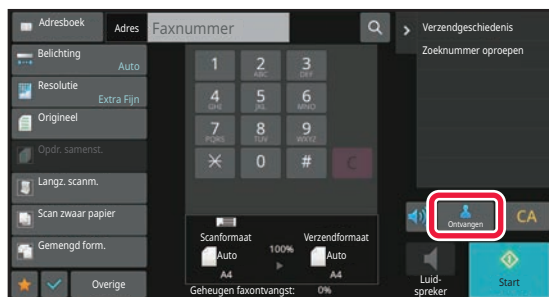 Adresboek
Adres
Faxnummer
Belichting
Auto
Resolutie
Extra Fijn
Origineel
Opdr. samenst.
Langz. scanm.
Scan zwaar papier
Gemengd form.
Overige
1
2
ABC
3
DEF
4
GHI
5
JKL
6
MNO
7
PQRS
8
TUV
9
WXYZ
0
#
C
Scanformaat
Auto
A4
100%
Verzendformaat
Auto
A4
Geheugen faxontvangst: 0%
Verzendgeschiedenis
Zoeknummer oproepen
Ontvangen
CA
Luid-
spreker
Start